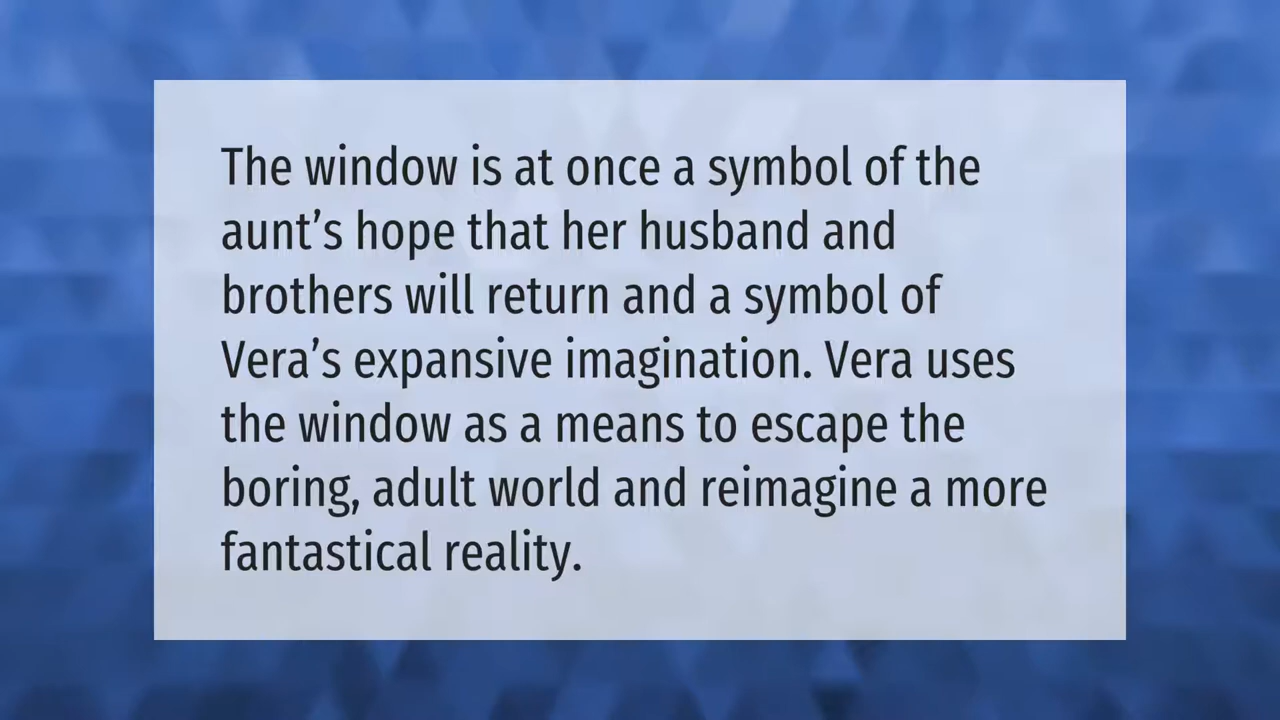 The window is at once a symbol of the
aunt’s hope that her husband and
brothers will return and a symbol of
Vera’s expansive imagination. Vera uses
the window as a means to escape the
boring, adult world and reimagine a more
fantastical reality.